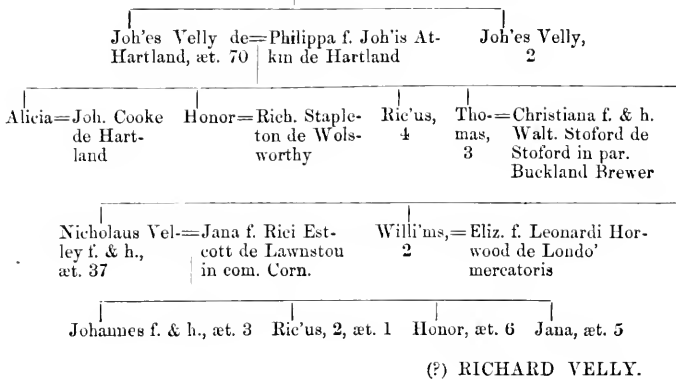 Joh'es Velly de=Philippa f. Joh'is At- Joh'es Velly,
Hartland, æt. 70 kin de Hartland 2
Alicia=Joh. Cooke Honor=Rich. Staple- Ric'us, Tho-=Christiana f. & h.
de Hart- ton de Wols- 4 mas, Walt. Stoford de
land worthy 3 Stoford in par.
Buckland Brewer
Nicholaus Vel-=Jana f. Rici Est- Willi'ms,=Eliz. f. Leonardi Hor-
ley f. & h., cott de Lawnstou 2 wood de Londo'
æt. 37 in com. Corn. mercatoris
Johannes f. & h., æt. 3 Ric'us, 2, æt. 1 Honor, æt. 6 Jana, æt. 5
(?) RICHARD VELLY.